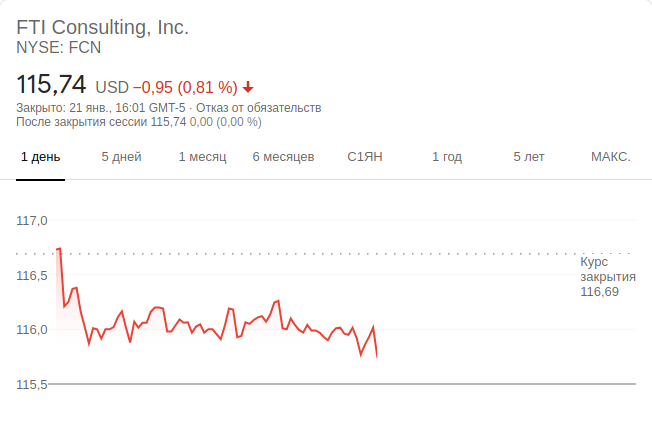 FTI Consulting, Inc.
NYSE: FCN
115,74 USD −0,95 (0,81 %)
Закрыто: 21 янв., 16:01 GMT-5 · Отказ от обязательств
После закрытия сессии 115,74 0,00 (0,00 %)
1 день 5 дней 1 месяц 6 месяцев С1ЯН 1 год 5 лет МАКС.
117,0
Курс
закрытия
116,69
116,5
116,0
115,5